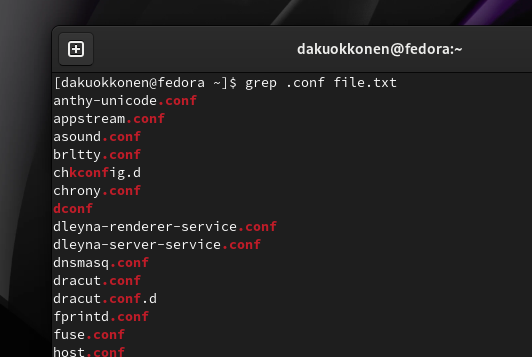 dakuokkonen@fedora:~
[dakuokkonen@fedora ~]$ grep .conf file.txt
anthy-unicode.conf
appstream.conf
asound.conf
brltty.conf
chkconfig.d
chrony.conf
dconf
dleyna-renderer-service.conf
dleyna-server-service.conf
dnsmasq.conf
dracut.conf
dracut.conf.d
fprintd.conf
fuse.conf
host.conf